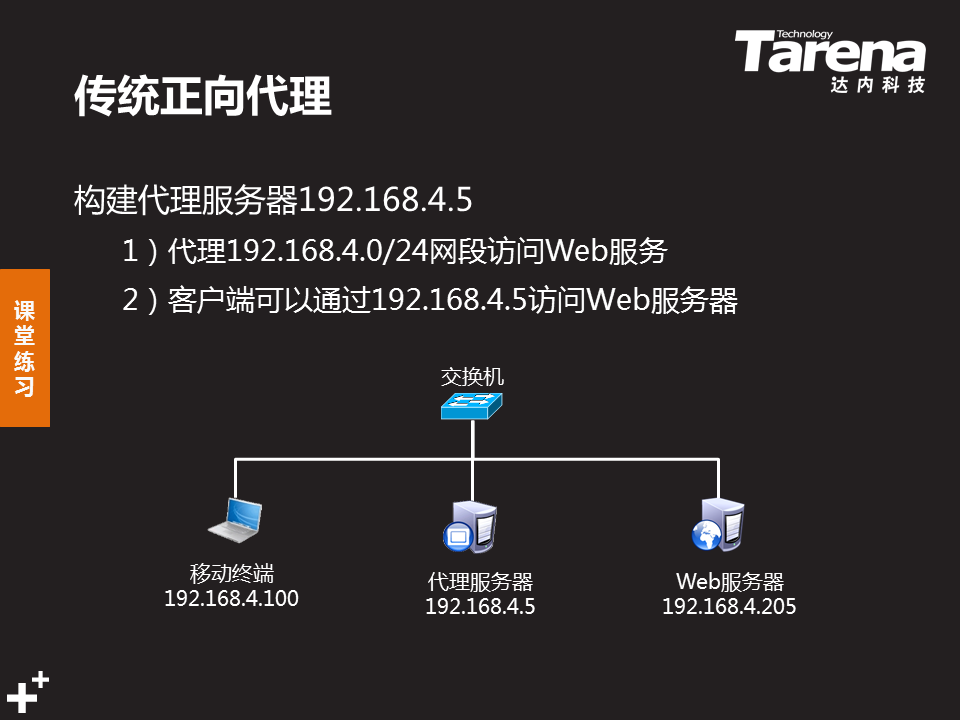 Technology
Tarena
达内科技
传统正向代理
构建代理服务器192.168.4.5
1）代理192.168.4.0/24网段访问Web服务
2）客户端可以通过192.168.4.5访问Web服务器
课
堂
练
习
交换机
移动终端
192.168.4.100
代理服务器
192.168.4.5
Web服务器
192.168.4.205